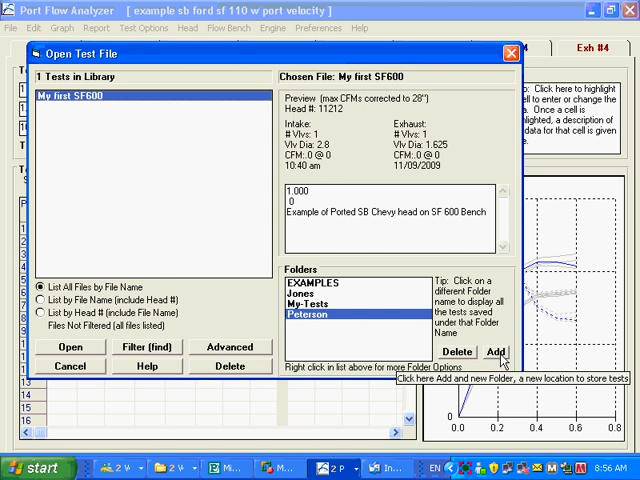 Port Flow Analyzer [ example sb ford sf 110 w port velocity ]
File Edit Graph Test Options Head Flow Bench Engine Preferences Help
Exh #4
Open Test File
1 Tests in Library
My first SF600
List All Files by File Name
List by File Name (include Head #)
List by Head # (include File Name)
Files Not Filtered (all files listed)
Open Filter (find) Advanced
Cancel Help Delete
Chosen File: My first SF600
Preview (max CFMs corrected to 28")
Head #: 11212
Intake: Exhaust:
# Vlvs: 1 # Vlvs: 1
Vlv Dia: 2.8 Vlv Dia: 1.625
CFM:.0 @ 0 CFM:.0 @ 0
10:40 am 11/09/2009
1.000
0
Example of Ported SB Chevy head on SF 600 Bench
Folders
EXAMPLES
Jones
My-Tests
Peterson
Tip: Click on a
different Folder
name to display all
the tests saved
under that Folder
Name
Delete Add
Right click in list above for more Folder Options
Click here Add and new Folder, a new location to store tests
Click here to highlight
cell to enter or change the
Once a cell is
a description of
data for that cell is given
13
14
15
16
0.0 0.2 0.4 0.6 0.8
start 2 W 2 W Mi... M... 2 P In... EN 8:56 AM